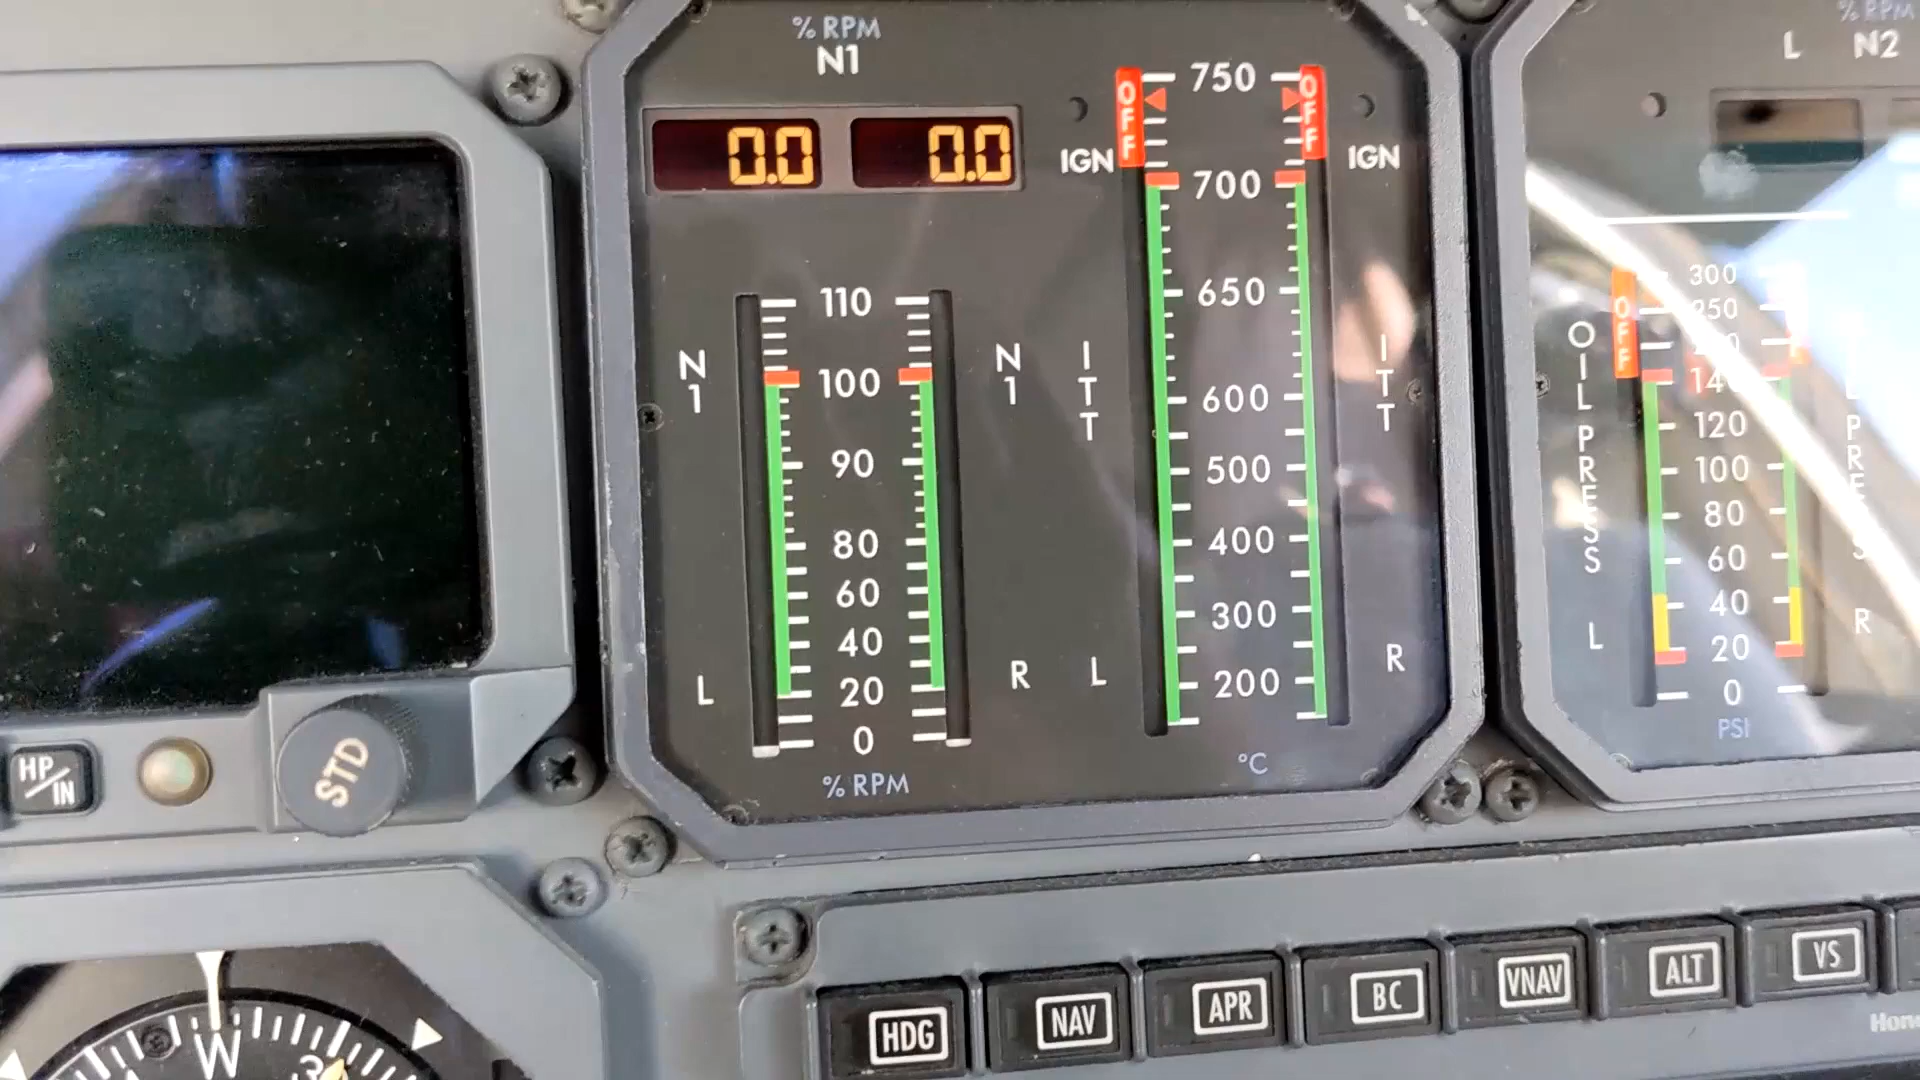 % RPM
N1
0.0 0.0
IGN
OFF
750
OFF
IGN
700
650
600
500
400
300
200
°C
ITT
L
ITT
R
N1
L
110
100
90
80
60
40
20
0
% RPM
N1
R
% RPM
L N2
OIL PRESS
L
OFF
300
250
120
100
80
60
40
20
0
PSI
R
HP/IN
STD
W
HDG NAV APR BC VNAV ALT VS